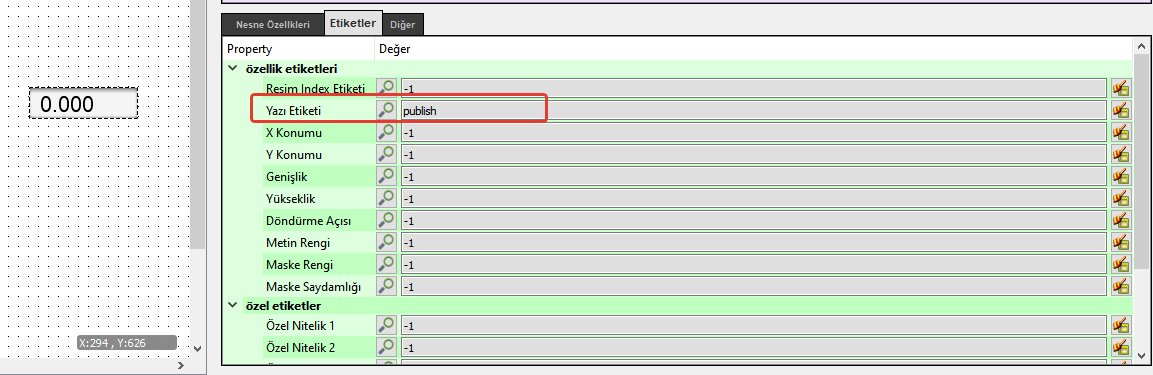 Nesne Özellkleri Etiketler Diğer
Property Değer
özellik etiketleri
Resim Index Etiketi -1
Yazı Etiketi publish
X Konumu -1
Y Konumu -1
Genişlik -1
Yükseklik -1
Döndürme Açısı -1
Metin Rengi -1
Maske Rengi -1
Maske Saydamlığı -1
özel etiketler
Özel Nitelik 1 -1
Özel Nitelik 2 -1
0.000
X:294 , Y:626